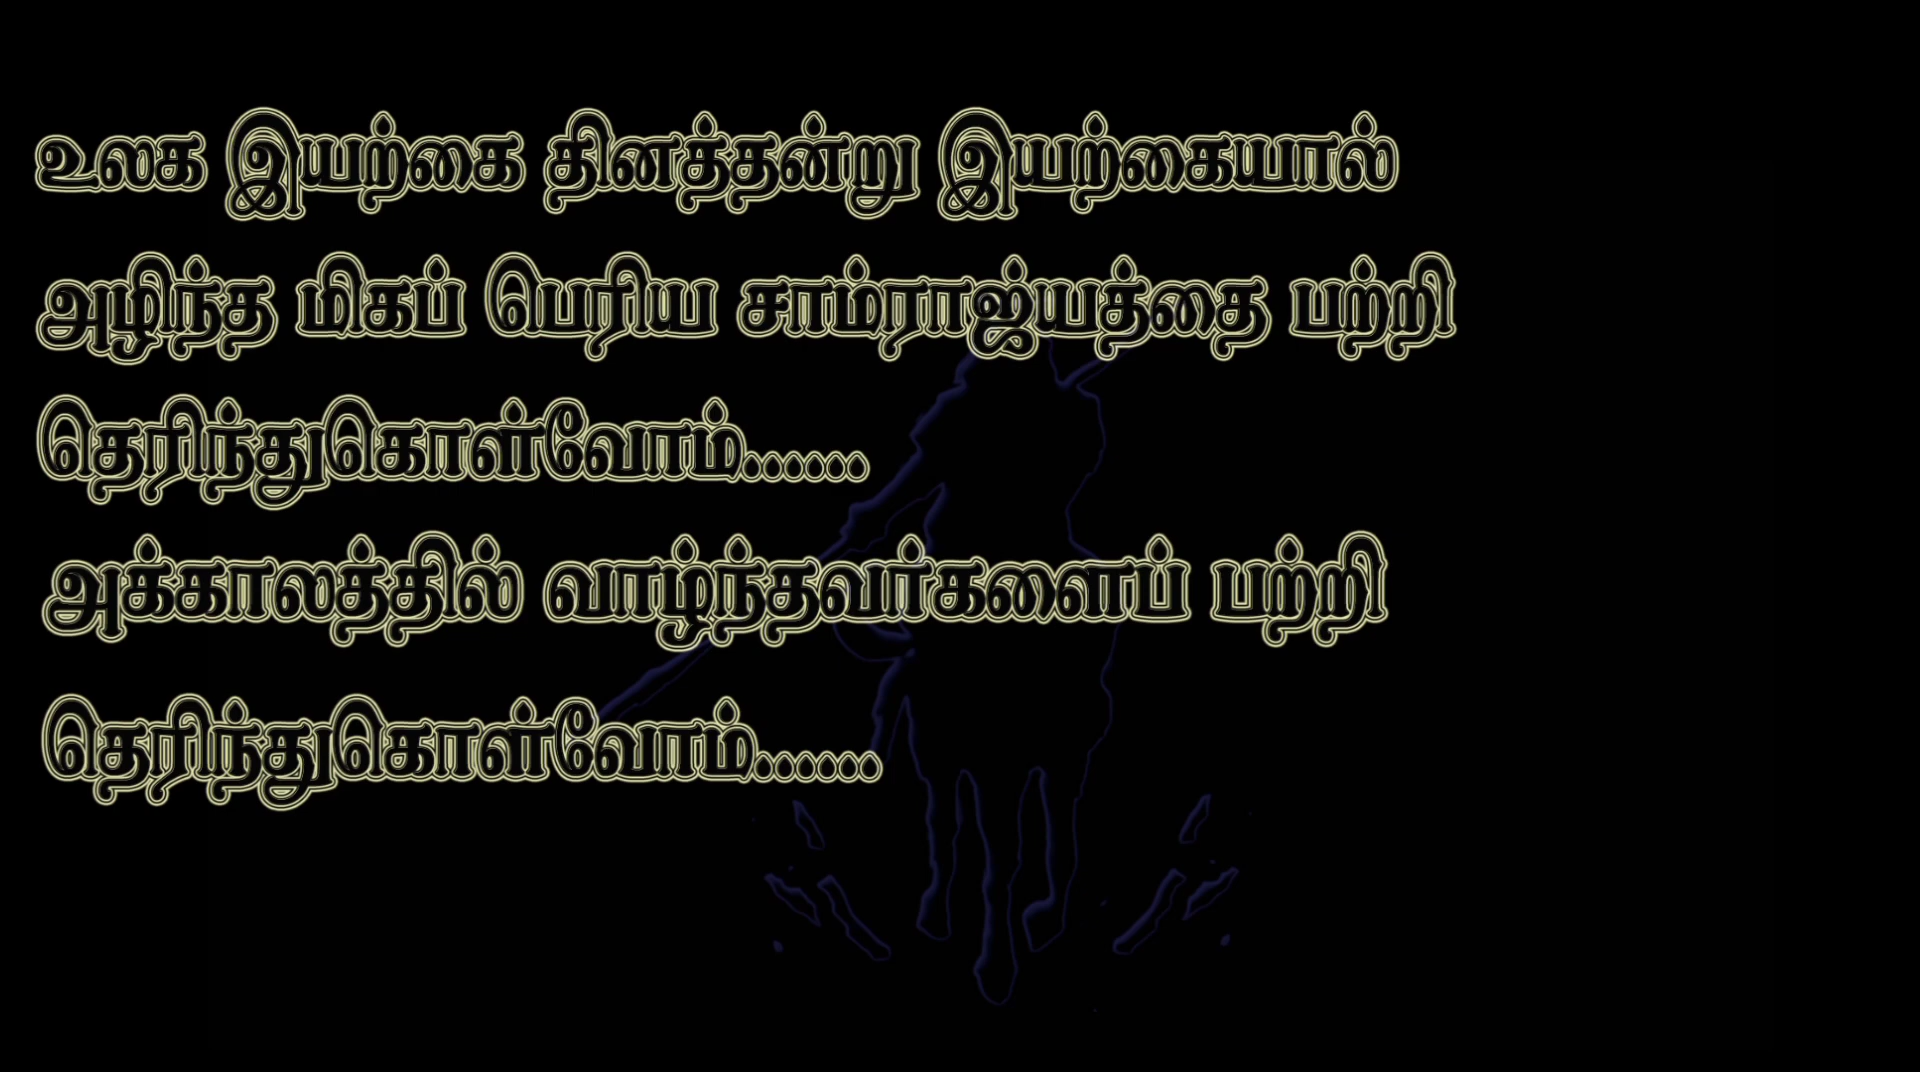 உலக இயற்கை தினத்தன்று இயற்கையால்
அழிந்த மிகப் பெரிய சாம்ராஜ்யத்தை பற்றி
தெரிந்துகொள்வோம்......
அக்காலத்தில் வாழ்ந்தவர்களைப் பற்றி
தெரிந்துகொள்வோம்......